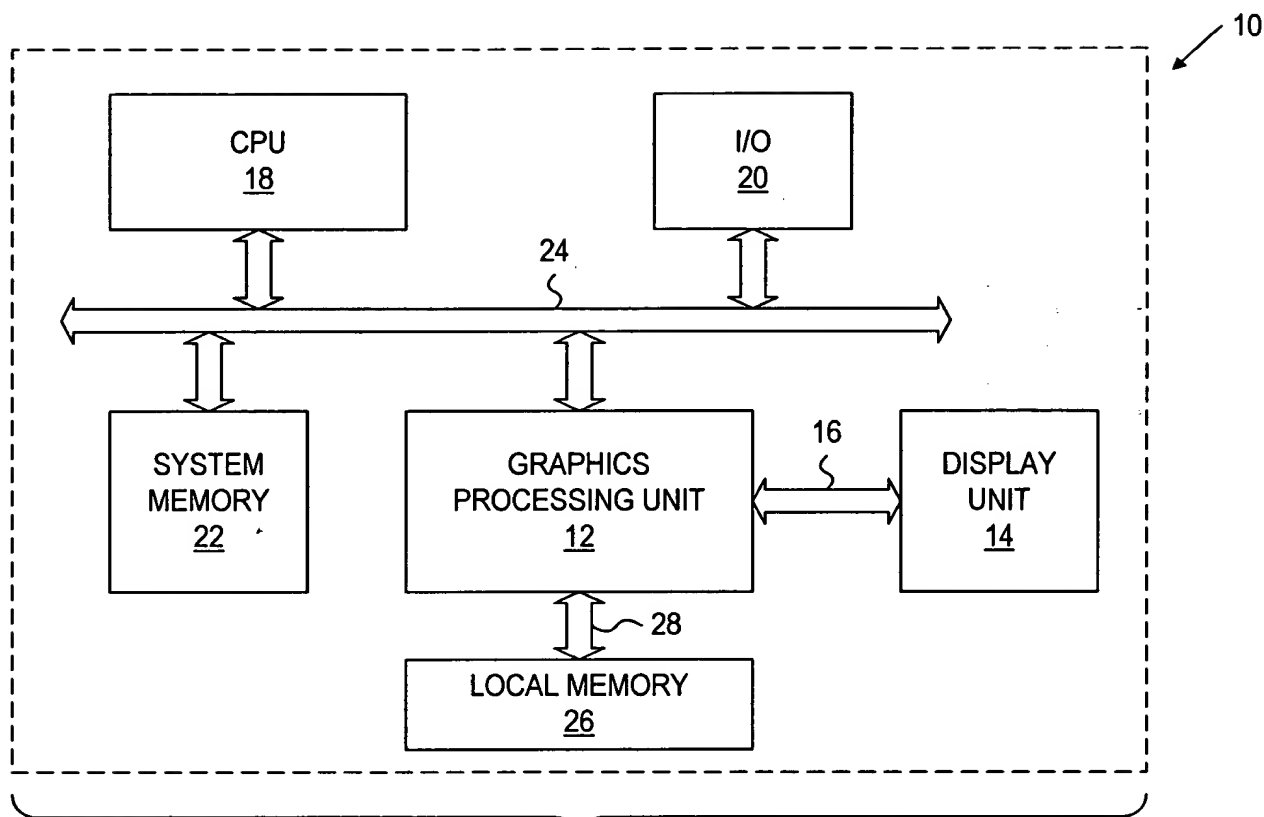 10
CPU
18
I/O
20
24
SYSTEM
MEMORY
22
GRAPHICS
PROCESSING UNIT
12
16
DISPLAY
UNIT
14
28
LOCAL MEMORY
26